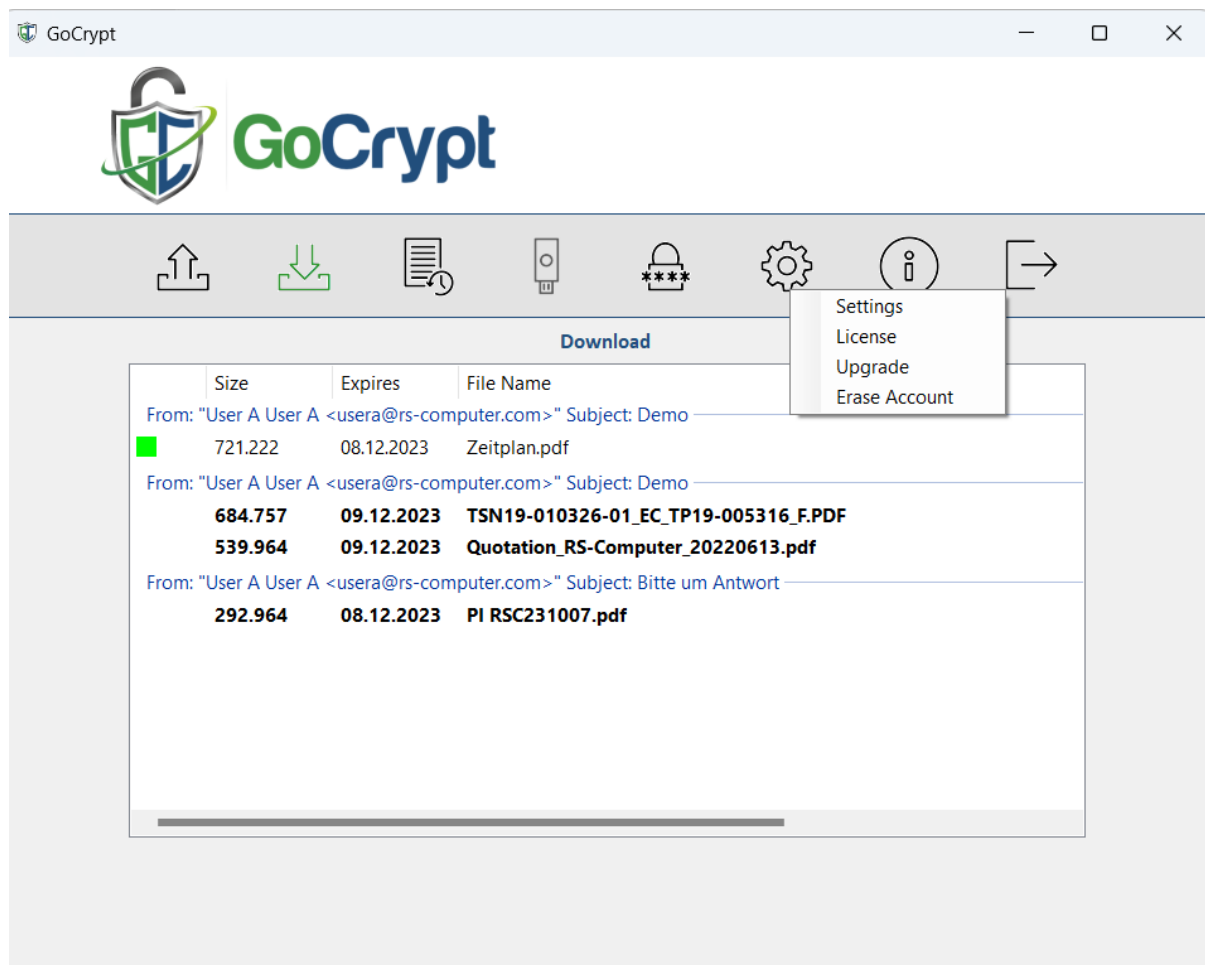 GoCrypt
GC GoCrypt
****
Settings
License
Upgrade
Erase Account
Download
Size Expires File Name
From: "User A User A <usera@rs-computer.com>" Subject: Demo
721.222 08.12.2023 Zeitplan.pdf
From: "User A User A <usera@rs-computer.com>" Subject: Demo
684.757 09.12.2023 TSN19-010326-01_EC_TP19-005316_F.PDF
539.964 09.12.2023 Quotation_RS-Computer_20220613.pdf
From: "User A User A <usera@rs-computer.com>" Subject: Bitte um Antwort
292.964 08.12.2023 PI RSC231007.pdf